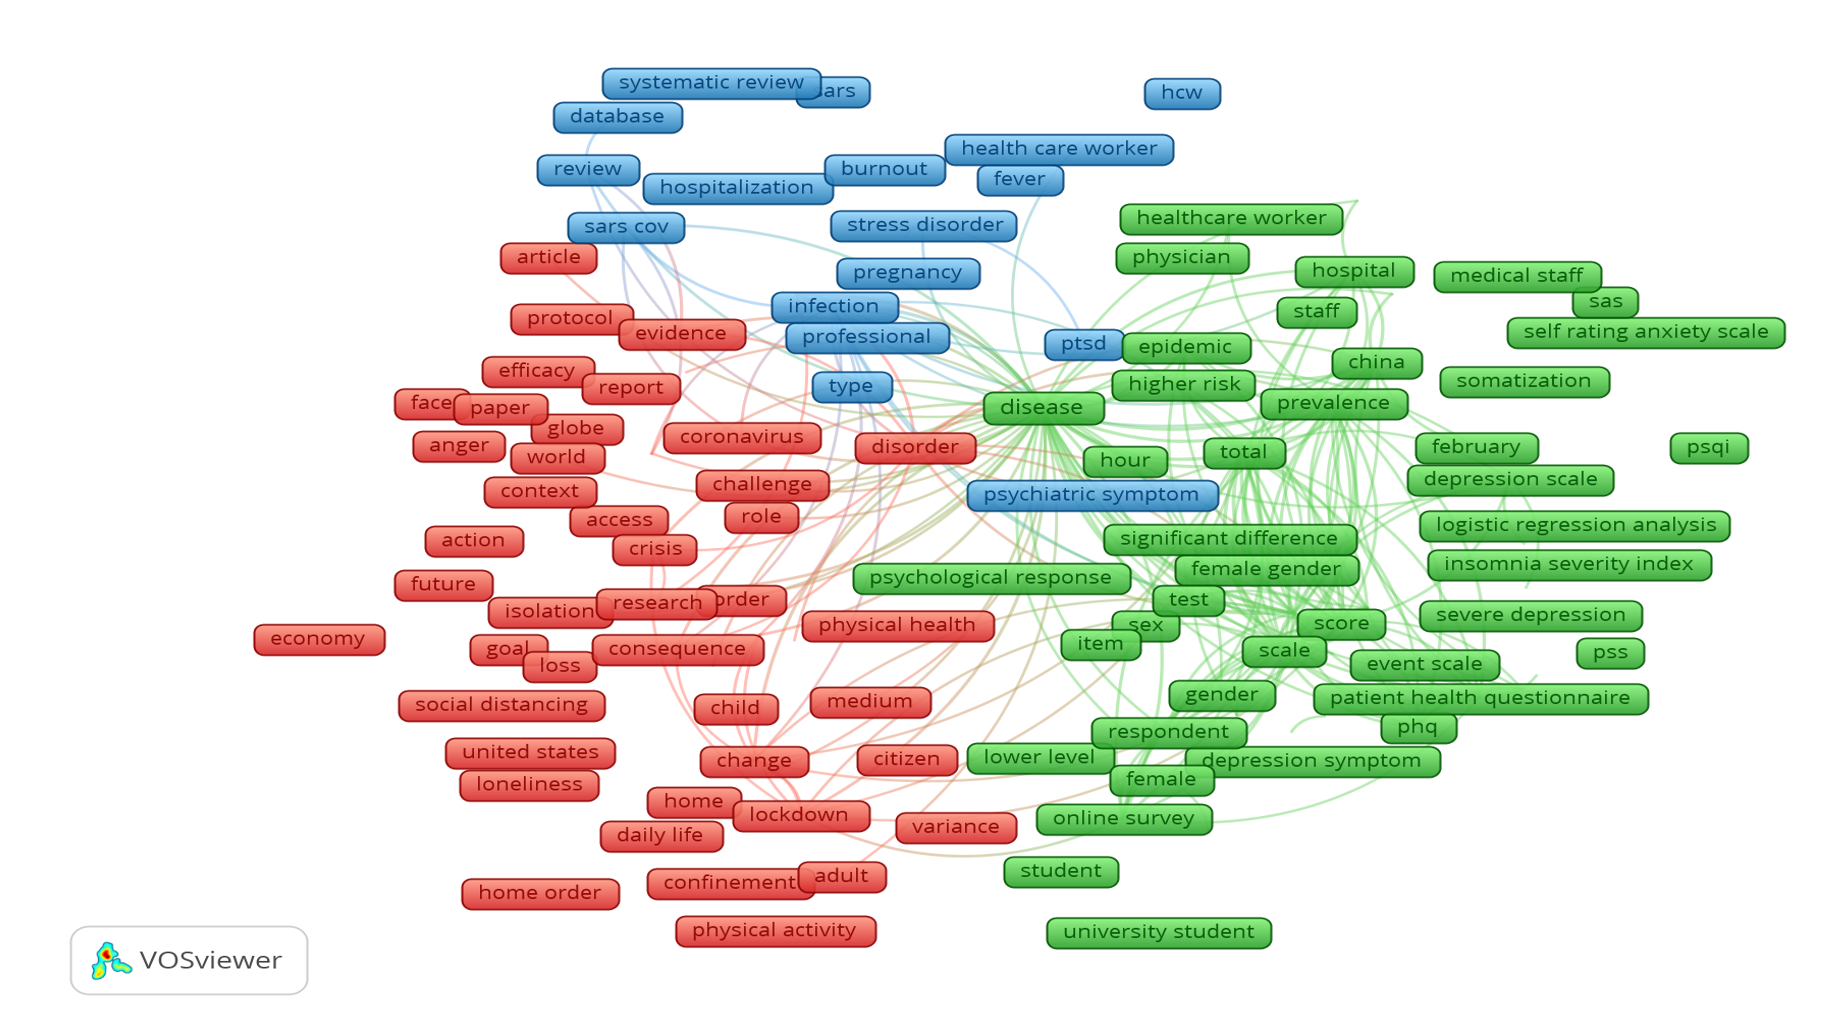 systematic review
sars
hcw
database
health care worker
review
burnout
fever
hospitalization
healthcare worker
sars cov
stress disorder
article
physician
pregnancy
hospital
medical staff
infection
staff
sas
protocol
evidence
professional
ptsd
epidemic
self rating anxiety scale
china
efficacy
report
type
higher risk
somatization
face
paper
disease
prevalence
globe
anger
coronavirus
disorder
hour
total
february
psqi
world
context
challenge
psychiatric symptom
depression scale
access
role
logistic regression analysis
action
crisis
significant difference
insomnia severity index
future
psychological response
female gender
isolation
research
order
test
economy
physical health
sex
score
severe depression
goal
loss
consequence
item
scale
event scale
pss
social distancing
child
medium
gender
patient health questionnaire
united states
change
citizen
lower level
respondent
phq
depression symptom
loneliness
female
home
lockdown
daily life
variance
online survey
home order
confinement
adult
student
physical activity
university student
VOSviewer